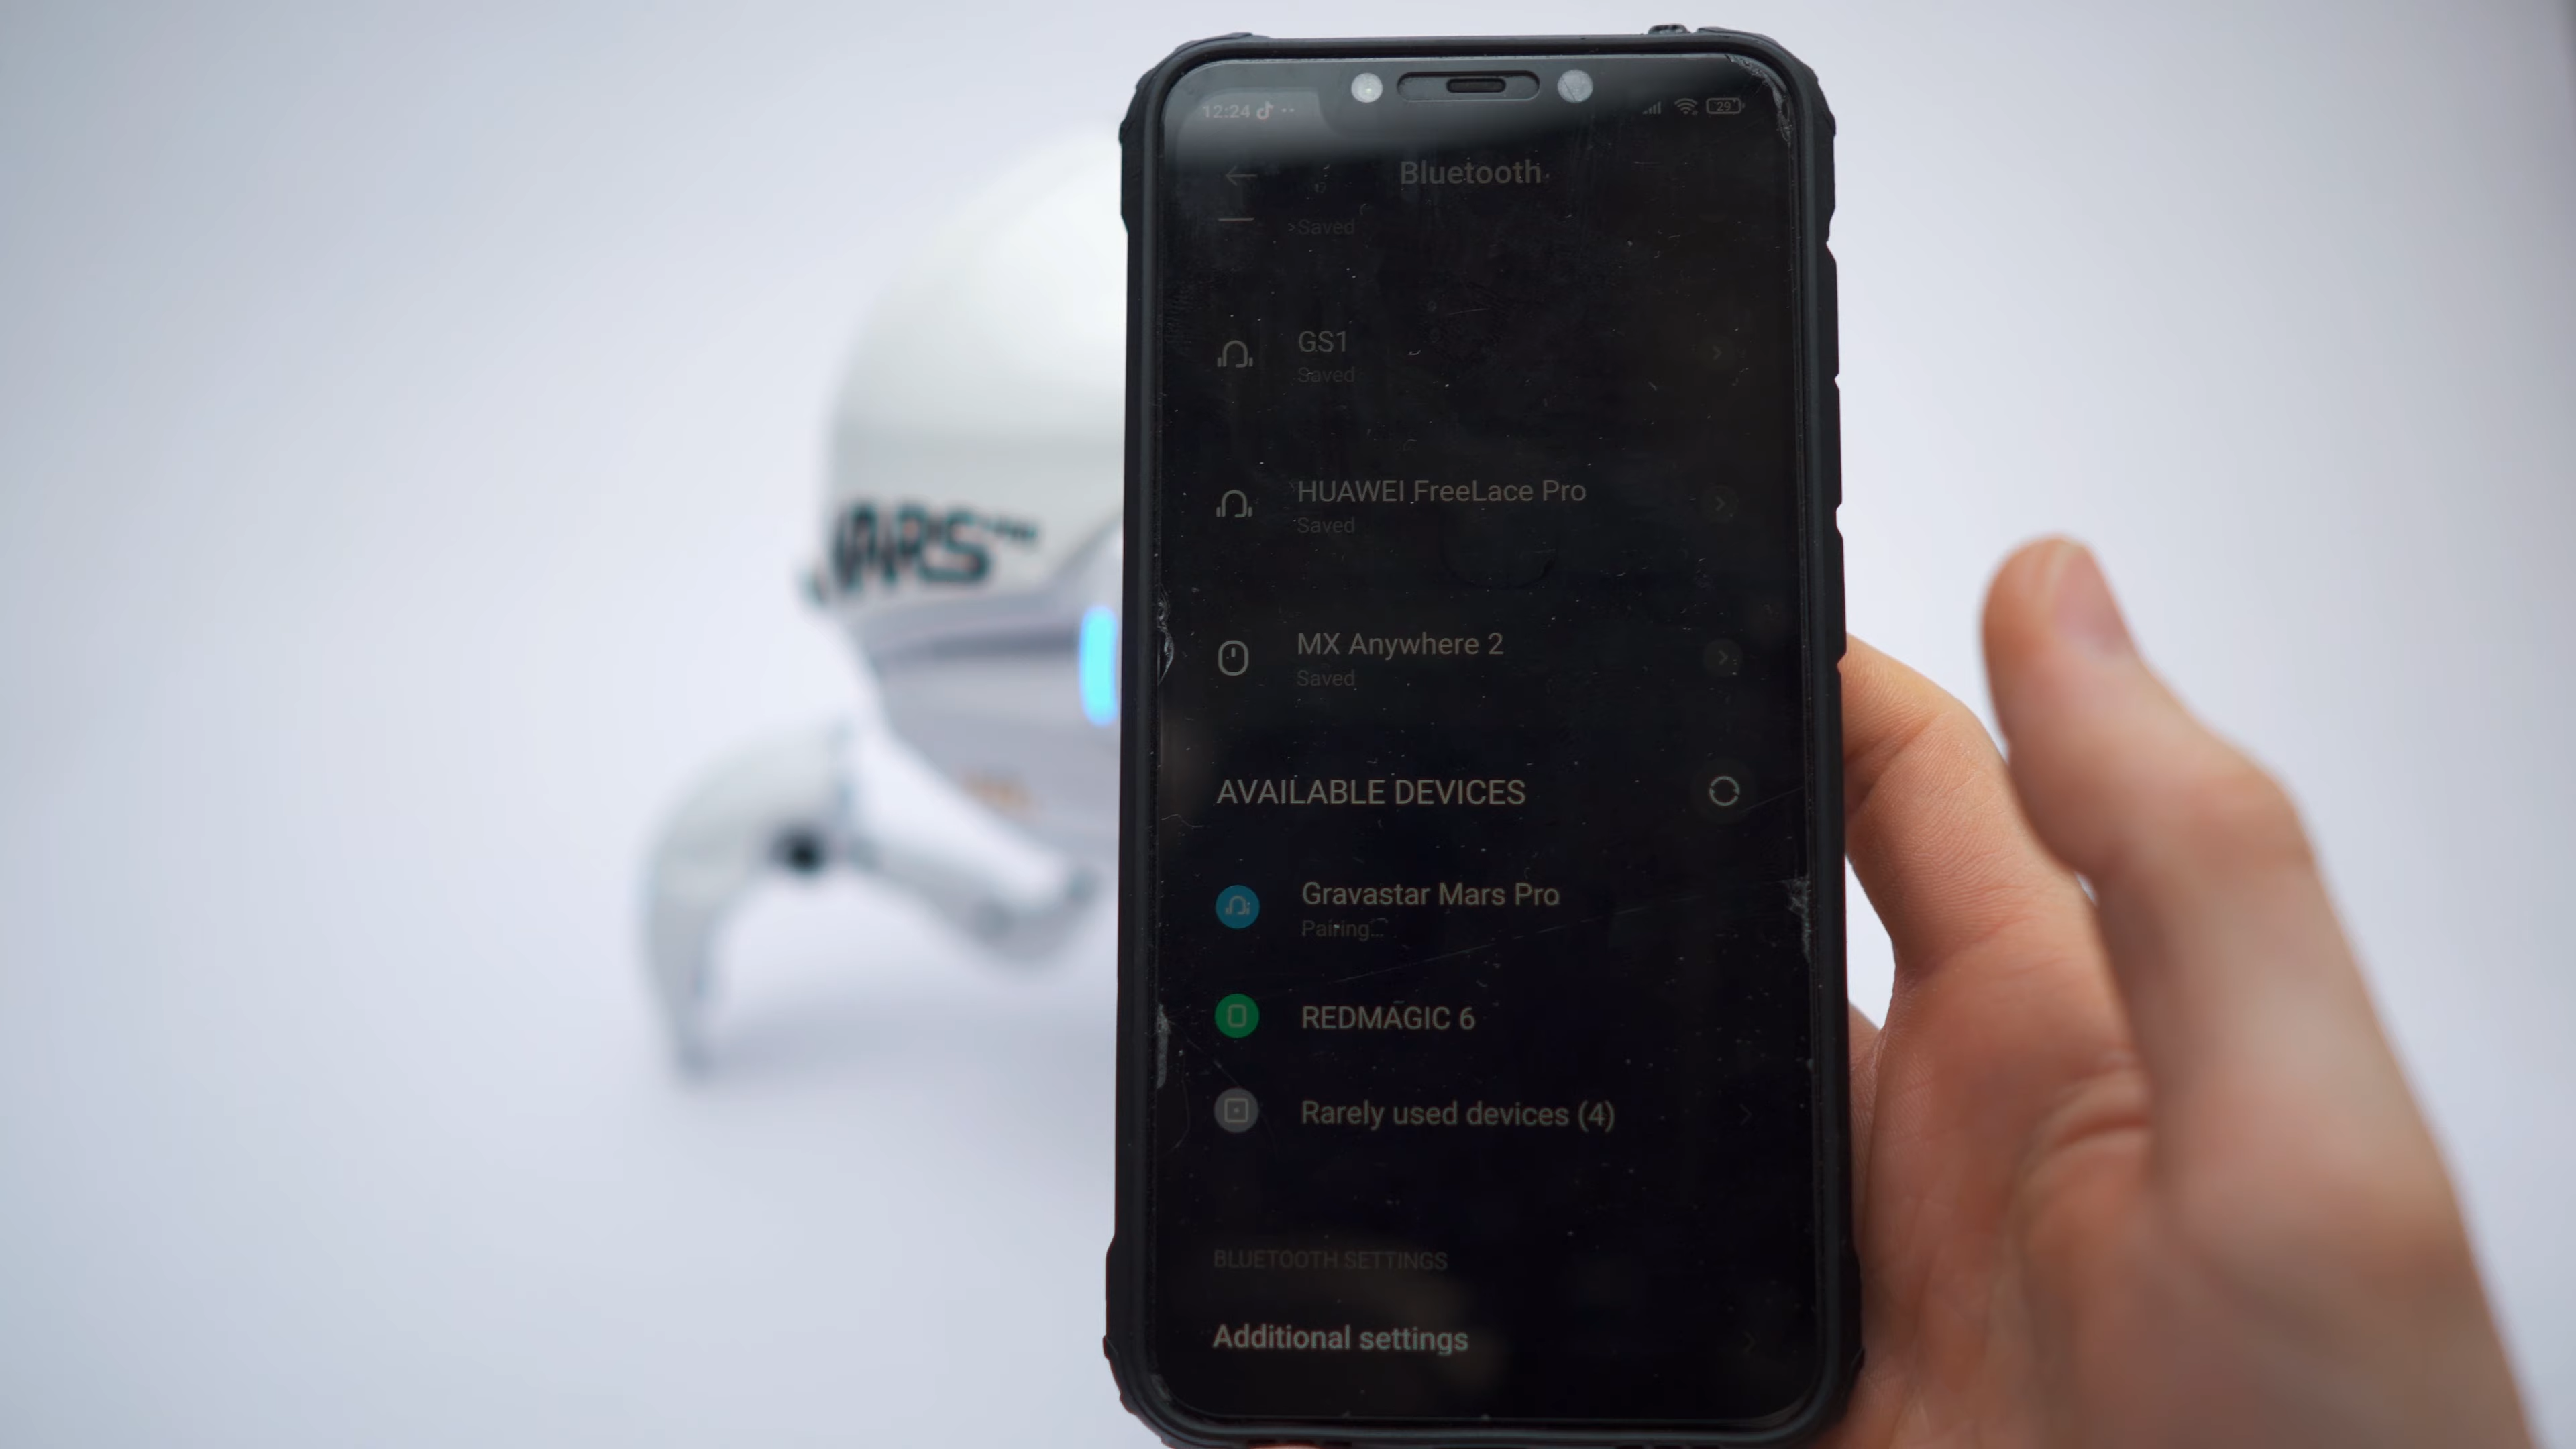 12:24
29
Bluetooth
Saved
GS1
Saved
HUAWEI FreeLace Pro
Saved
MARS
MX Anywhere 2
Saved
AVAILABLE DEVICES
Gravastar Mars Pro
Pairing...
REDMAGIC 6
Rarely used devices (4)
BLUETOOTH SETTINGS
Additional settings